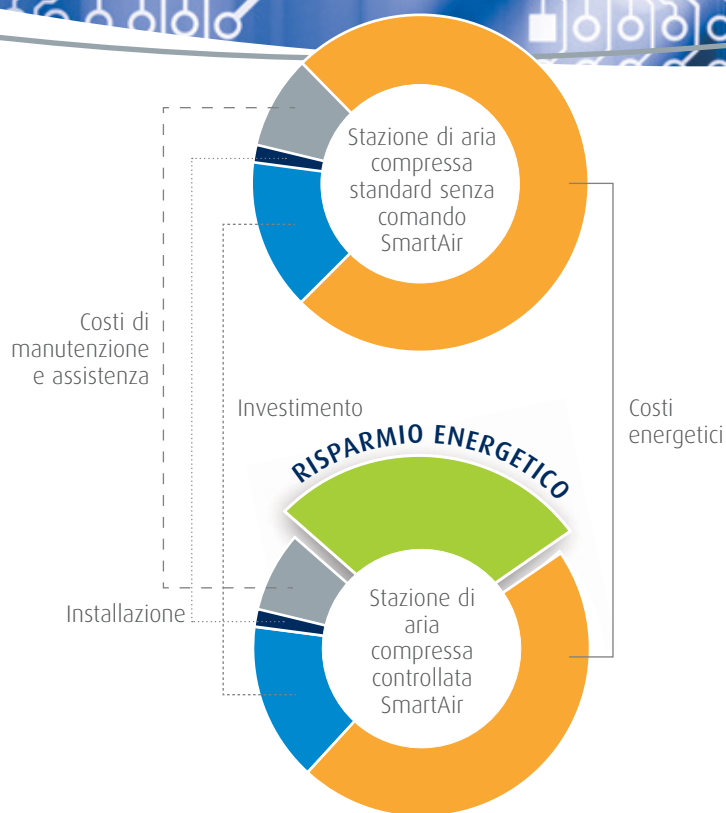 Stazione di aria
compressa
standard senza
comando
SmartAir
Costi di
manutenzione
e assistenza
Investimento
Costi
energetici
RISPARMIO ENERGETICO
Installazione
Stazione di
aria
compressa
controllata
SmartAir